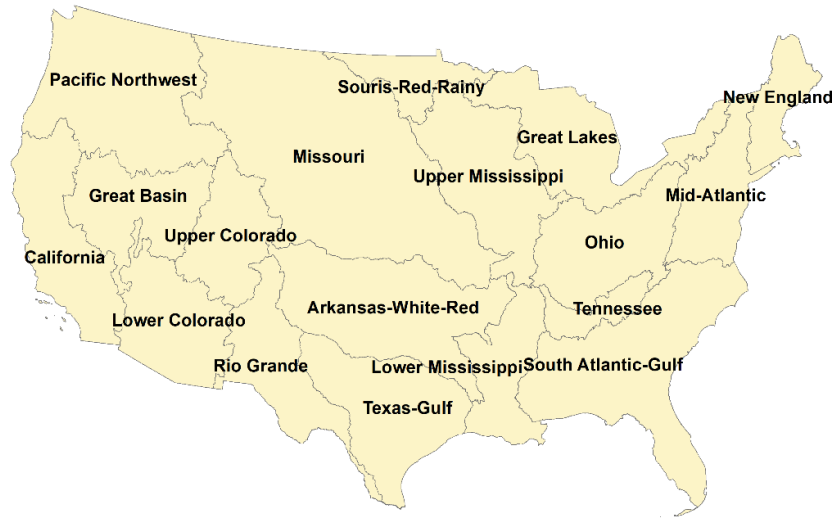 Pacific Northwest
Souris-Red-Rainy
New England
Great Lakes
Missouri
Upper Mississippi
Great Basin
Mid-Atlantic
Upper Colorado
Ohio
California
Arkansas-White-Red
Tennessee
Lower Colorado
Rio Grande
Lower Mississippi
South Atlantic-Gulf
Texas-Gulf